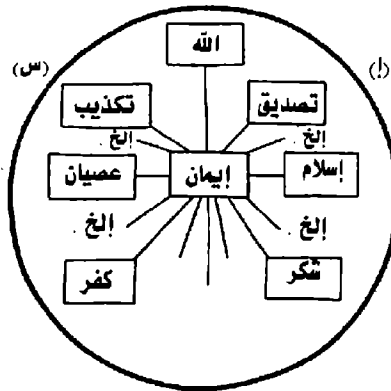 الله
(إ)
(س)
تصديق
تكذيب
إلخ.
إلخ.
إسلام
إيمان
عصيان
إلخ.
إلخ.
شكر
كفر